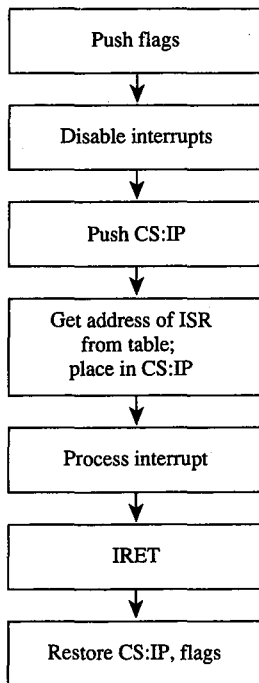 Push flags
Disable interrupts
Push CS:IP
Get address of ISR
from table;
place in CS:IP
Process interrupt
IRET
Restore CS:IP, flags